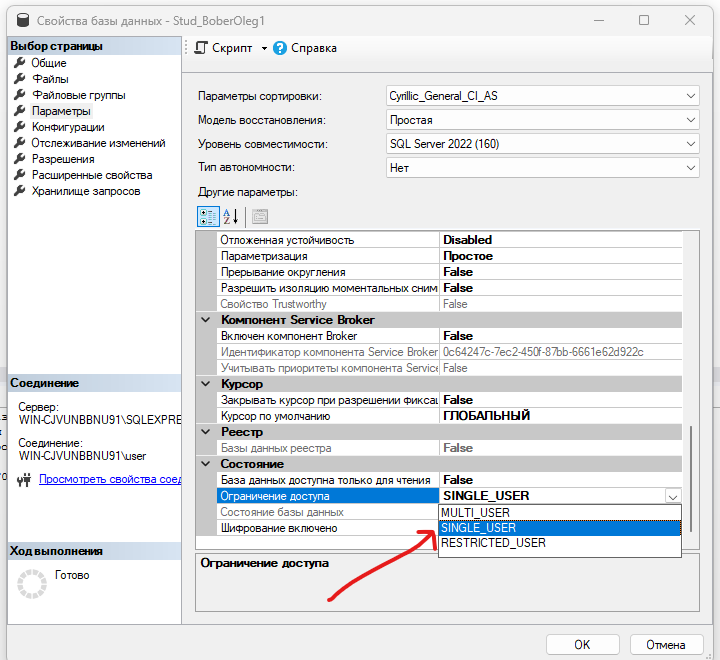 Свойства базы данных - Stud_BoberOleg1
Выбор страницы
Общие
Файлы
Файловые группы
Параметры
Конфигурации
Отслеживание изменений
Разрешения
Расширенные свойства
Хранилище запросов
Соединение
Сервер:
WIN-CJVUNBBNU91\SQLEXPRE
Соединение:
WIN-CJVUNBBNU91\user
Просмотреть свойства соед
Ход выполнения
Готово
Скрипт
Справка
Параметры сортировки: Cyrillic_General_CI_AS
Модель восстановления: Простая
Уровень совместимости: SQL Server 2022 (160)
Тип автономности: Нет
Другие параметры:
Отложенная устойчивость Disabled
Параметризация Простое
Прерывание округления False
Разрешить изоляцию моментальных сним False
Свойство Trustworthy False
Компонент Service Broker
Включен компонент Broker False
Идентификатор компонента Service Broker 0c64247c-7ec2-450f-87bb-6661e62d922c
Учитывать приоритеты компонента Service False
Курсор
Закрывать курсор при разрешении фиксац False
Курсор по умолчанию ГЛОБАЛЬНЫЙ
Реестр
Базы данных реестра False
Состояние
База данных доступна только для чтения False
Ограничение доступа SINGLE_USER
Состояние базы данных MULTI_USER
Шифрование включено SINGLE_USER
RESTRICTED_USER
Ограничение доступа
OK
Отмена